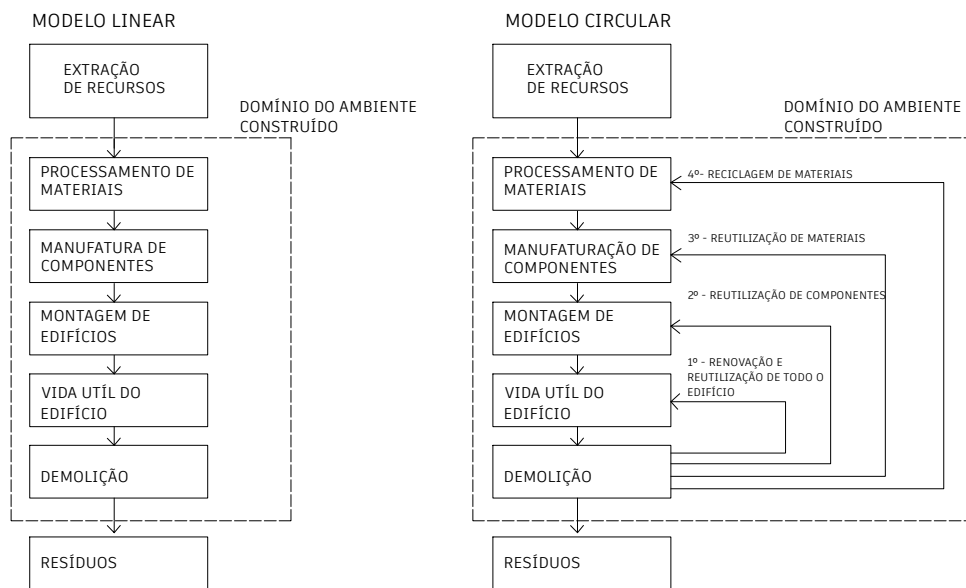 MODELO LINEAR
EXTRAÇÃO
DE RECURSOS
DOMÍNIO DO AMBIENTE
CONSTRUÍDO
PROCESSAMENTO DE
MATERIAIS
MANUFATURA DE
COMPONENTES
MONTAGEM DE
EDIFÍCIOS
VIDA UTÍL DO
EDIFÍCIO
DEMOLIÇÃO
RESÍDUOS
MODELO CIRCULAR
EXTRAÇÃO
DE RECURSOS
DOMÍNIO DO AMBIENTE
CONSTRUÍDO
PROCESSAMENTO DE
MATERIAIS
4º- RECICLAGEM DE MATERIAIS
MANUFATURAÇÃO DE
COMPONENTES
3º - REUTILIZAÇÃO DE MATERIAIS
MONTAGEM DE
EDIFÍCIOS
2º - REUTILIZAÇÃO DE COMPONENTES
VIDA UTÍL DO
EDIFÍCIO
1º - RENOVAÇÃO E
REUTILIZAÇÃO DE TODO O
EDIFÍCIO
DEMOLIÇÃO
RESÍDUOS